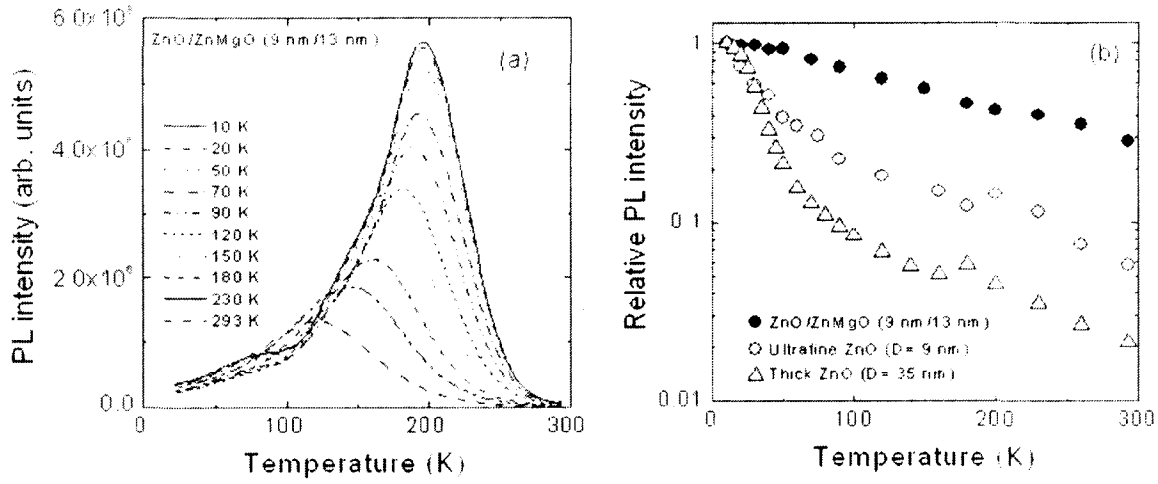 6.0x10⁶
ZnO/ZnMgO (9 nm/13 nm)
(a)
10 K
20 K
50 K
70 K
90 K
120 K
150 K
180 K
230 K
293 K
4.0x10⁶
2.0x10⁶
0.0
0
100
200
300
PL intensity (arb. units)
Temperature (K)
(b)
1
0.1
0.01
0
100
200
300
Relative PL intensity
ZnO/ZnMgO (9 nm/13 nm)
Ultrafine ZnO (D= 9 nm)
Thick ZnO (D= 35 nm)
Temperature (K)